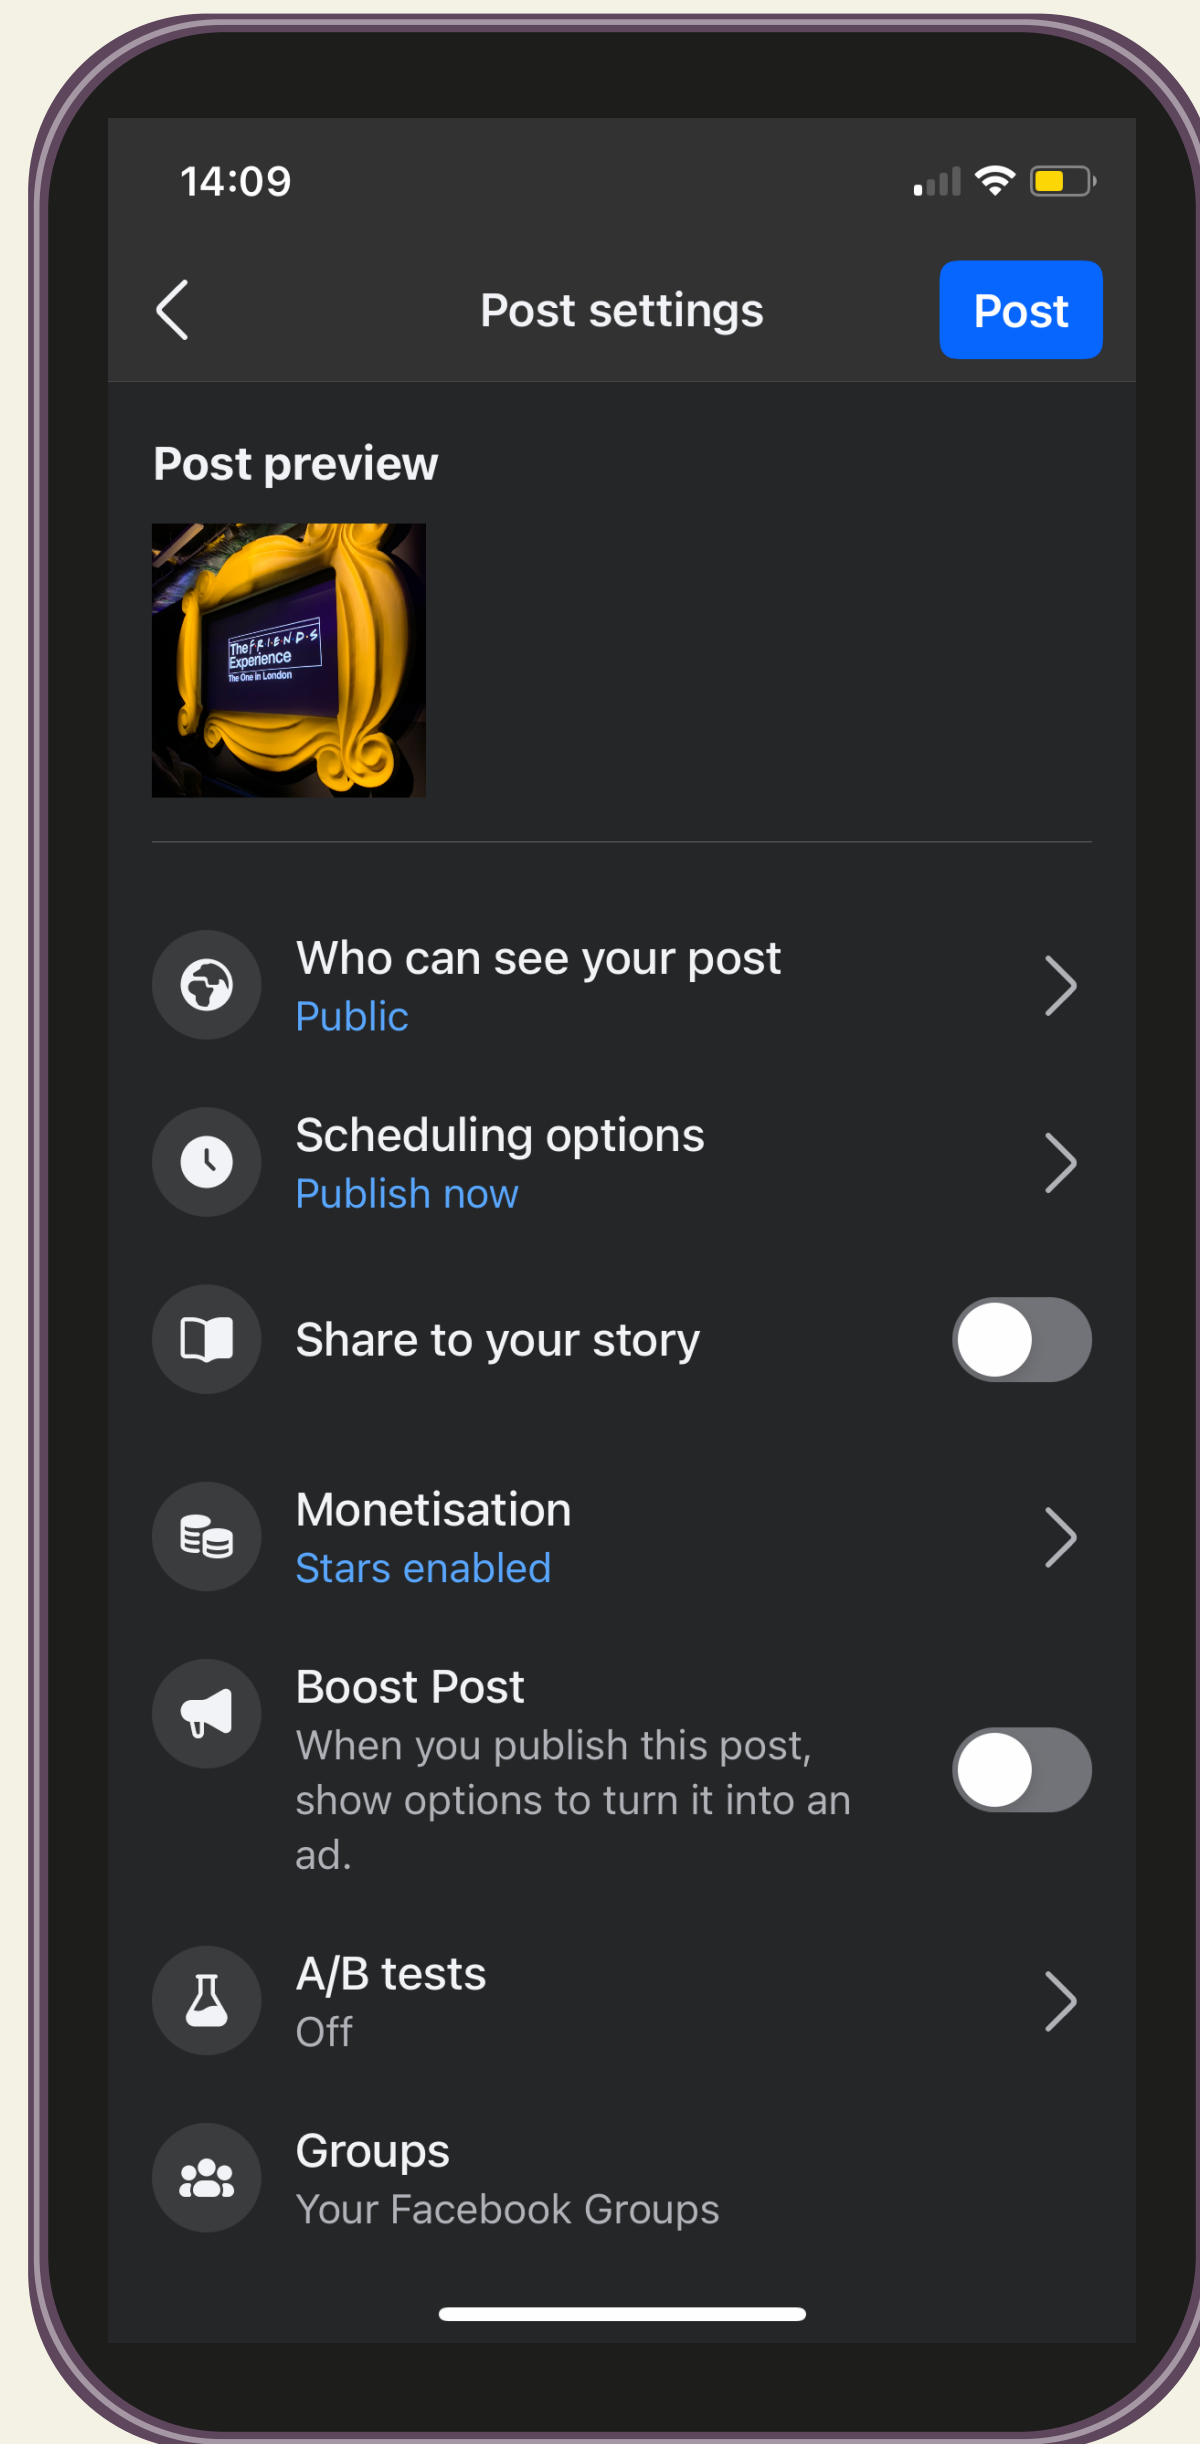 14:09
Post settings
Post
Post preview
The F·R·I·E·N·D·S
Experience
The One in London
Who can see your post
Public
Scheduling options
Publish now
Share to your story
Monetisation
Stars enabled
Boost Post
When you publish this post,
show options to turn it into an
ad.
A/B tests
Off
Groups
Your Facebook Groups